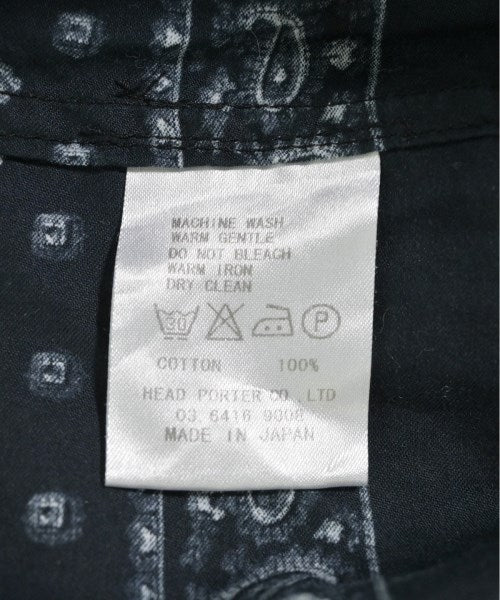 MACHINE WASH
WARM GENTLE
DO NOT BLEACH
WARM IRON
DRY CLEAN
30 P
COTTON 100%
HEAD PORTER CO.,LTD
03 6416 9008
MADE IN JAPAN